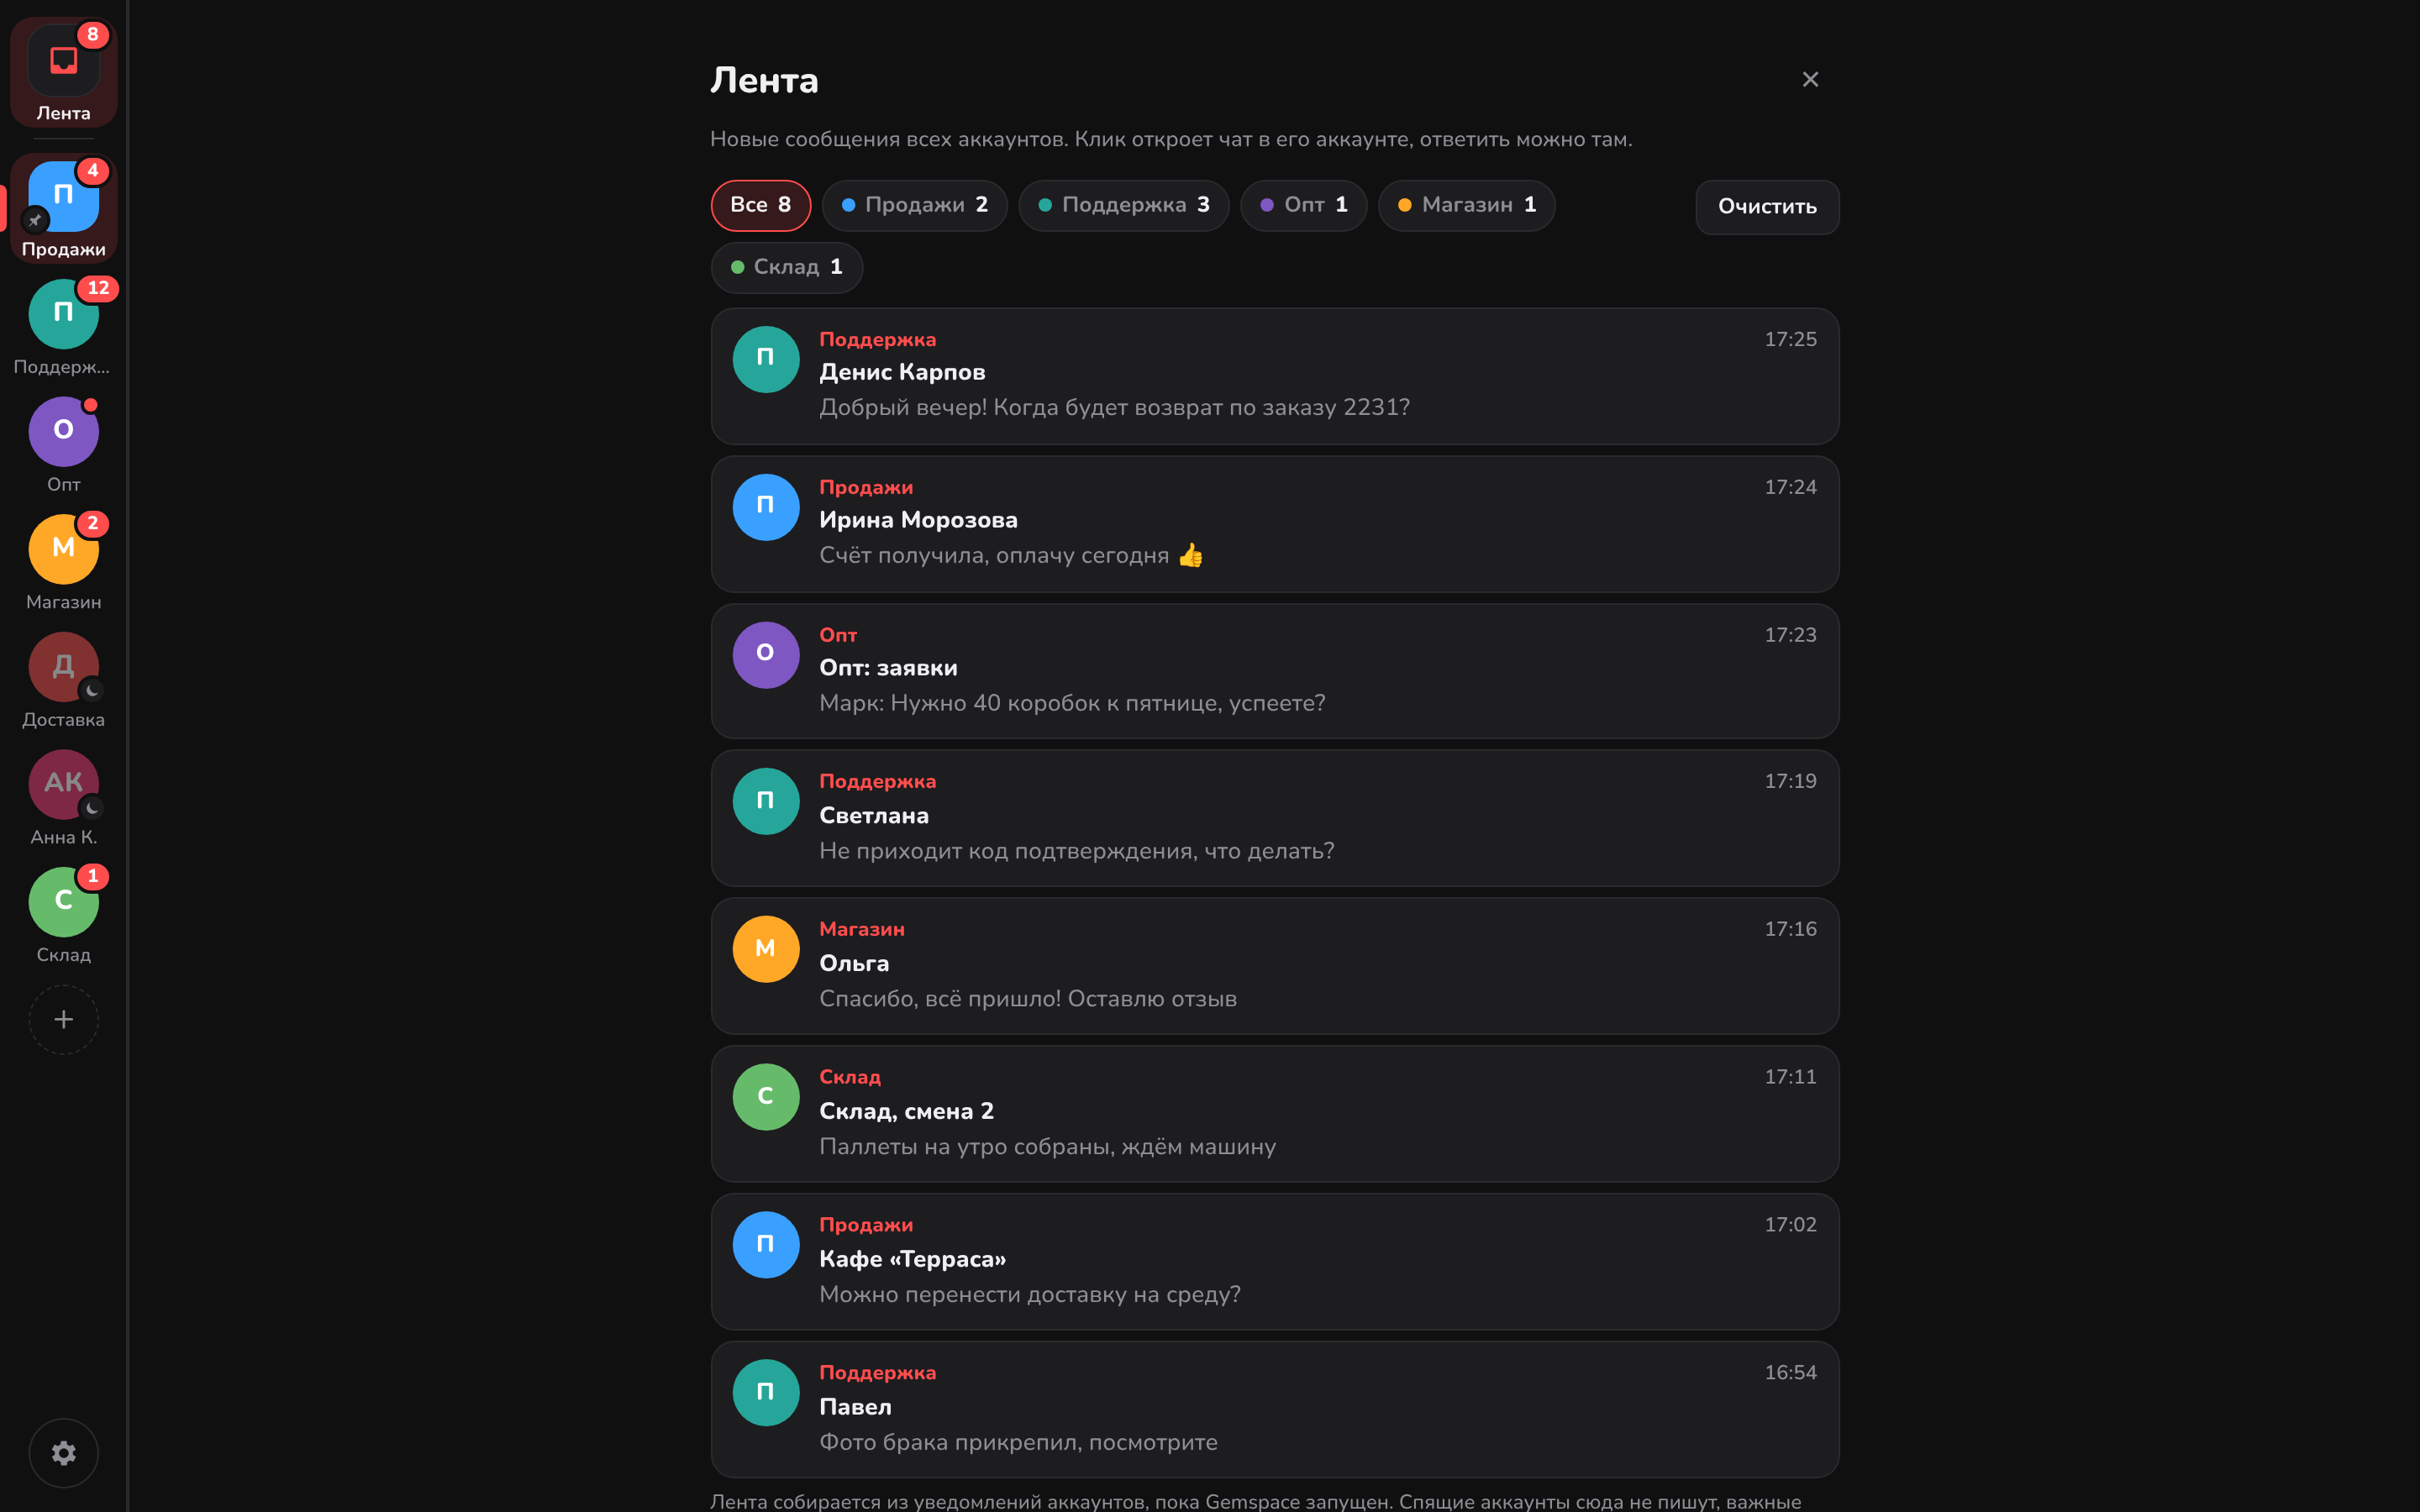 8
Лента
4
П
Продажи
12
П
Поддерж...
О
Опт
2
М
Магазин
Д
Доставка
АК
Анна К.
1
С
Склад
+
Лента
×
Новые сообщения всех аккаунтов. Клик откроет чат в его аккаунте, ответить можно там.
Все 8 Продажи 2 Поддержка 3 Опт 1 Магазин 1 Очистить
Склад 1
П
Поддержка 17:25
Денис Карпов
Добрый вечер! Когда будет возврат по заказу 2231?
П
Продажи 17:24
Ирина Морозова
Счёт получила, оплачу сегодня 👍
О
Опт 17:23
Опт: заявки
Марк: Нужно 40 коробок к пятнице, успеете?
П
Поддержка 17:19
Светлана
Не приходит код подтверждения, что делать?
М
Магазин 17:16
Ольга
Спасибо, всё пришло! Оставлю отзыв
С
Склад 17:11
Склад, смена 2
Паллеты на утро собраны, ждём машину
П
Продажи 17:02
Кафе «Терраса»
Можно перенести доставку на среду?
П
Поддержка 16:54
Павел
Фото брака прикрепил, посмотрите
Лента собирается из уведомлений аккаунтов, пока Gemspace запущен. Спящие аккаунты сюда не пишут, важные